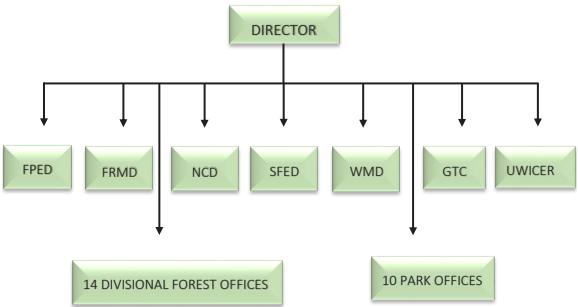 DIRECTOR
FPED
FRMD
NCD
SFED
WMD
GTC
UWICER
14 DIVISIONAL FOREST OFFICES
10 PARK OFFICES